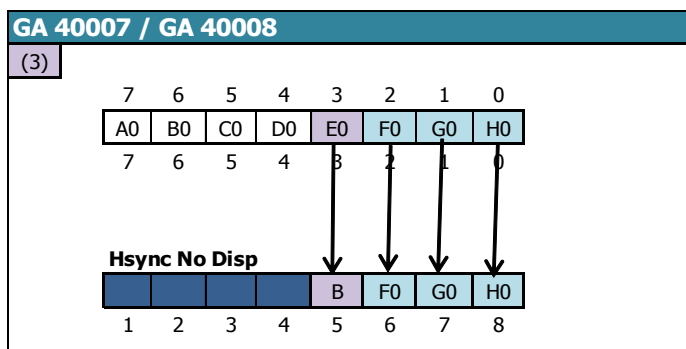 GA 40007 / GA 40008
(3)
7 6 5 4 3 2 1 0
A0 B0 C0 D0 E0 F0 G0 H0
7 6 5 4 3 2 1 0
Hsync No Disp
B F0 G0 H0
1 2 3 4 5 6 7 8